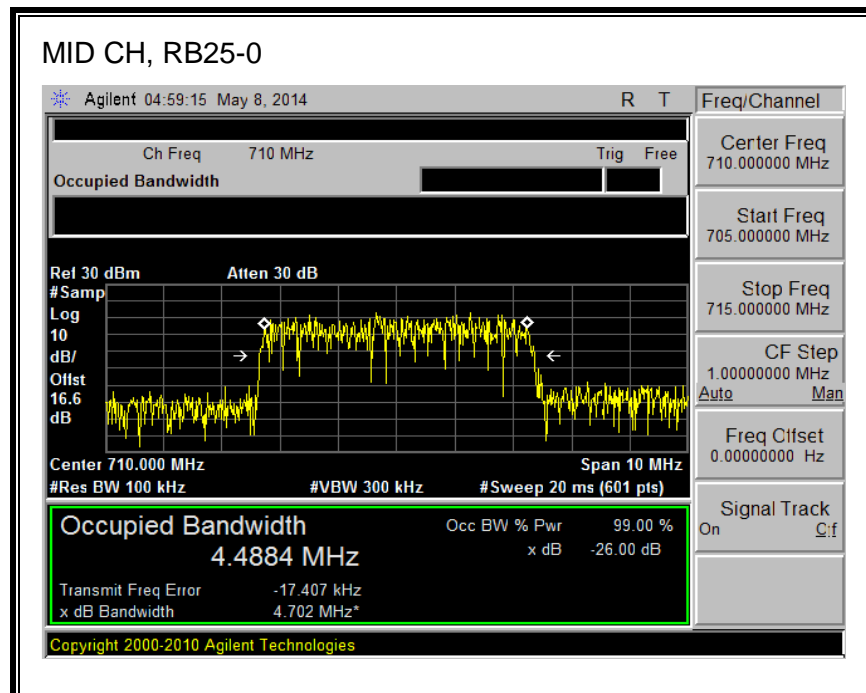 MID CH, RB25-0
Agilent 04:59:15 May 8, 2014 R T
Freq/Channel
Ch Freq 710 MHz Trig Free
Occupied Bandwidth
Center Freq
710.000000 MHz
Start Freq
705.000000 MHz
Stop Freq
715.000000 MHz
CF Step
1.00000000 MHz
Auto Man
Freq Offset
0.00000000 Hz
Signal Track
On Off
Ref 30 dBm Atten 30 dB
#Samp
Log
10
dB/
Offst
16.6
dB
Center 710.000 MHz Span 10 MHz
#Res BW 100 kHz #VBW 300 kHz #Sweep 20 ms (601 pts)
Occupied Bandwidth
4.4884 MHz
Occ BW % Pwr 99.00 %
x dB -26.00 dB
Transmit Freq Error -17.407 kHz
x dB Bandwidth 4.702 MHz*
Copyright 2000-2010 Agilent Technologies